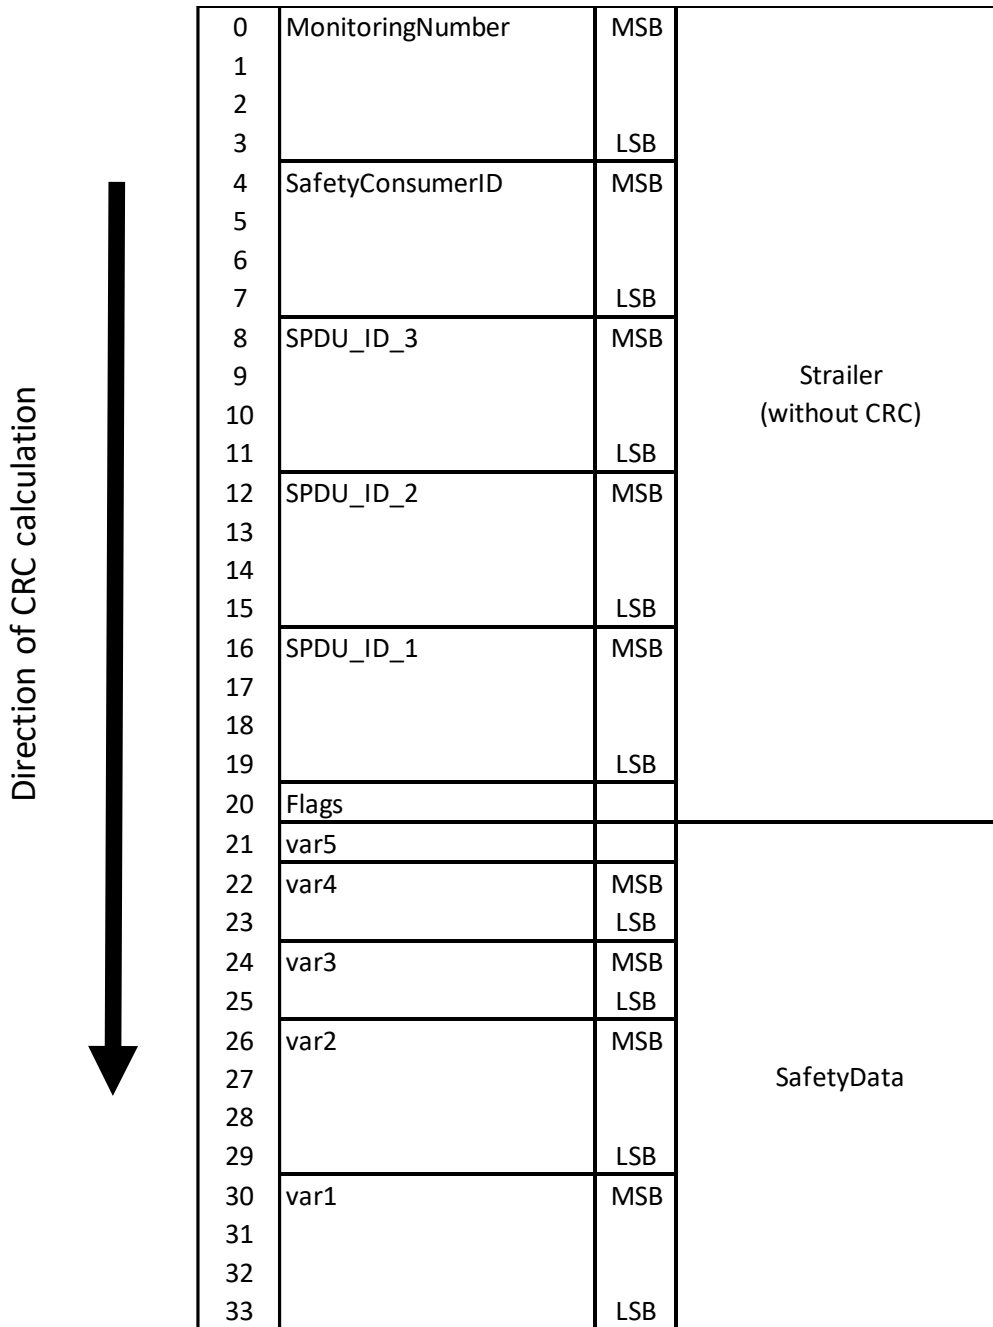 Direction of CRC calculation
0 MonitoringNumber MSB
1
2
3 LSB
4 SafetyConsumerID MSB
5
6
7 LSB
8 SPDU_ID_3 MSB
9 Strailer
10 (without CRC)
11 LSB
12 SPDU_ID_2 MSB
13
14
15 LSB
16 SPDU_ID_1 MSB
17
18
19 LSB
20 Flags
21 var5
22 var4 MSB
23 LSB
24 var3 MSB
25 LSB
26 var2 MSB
27 SafetyData
28
29 LSB
30 var1 MSB
31
32
33 LSB